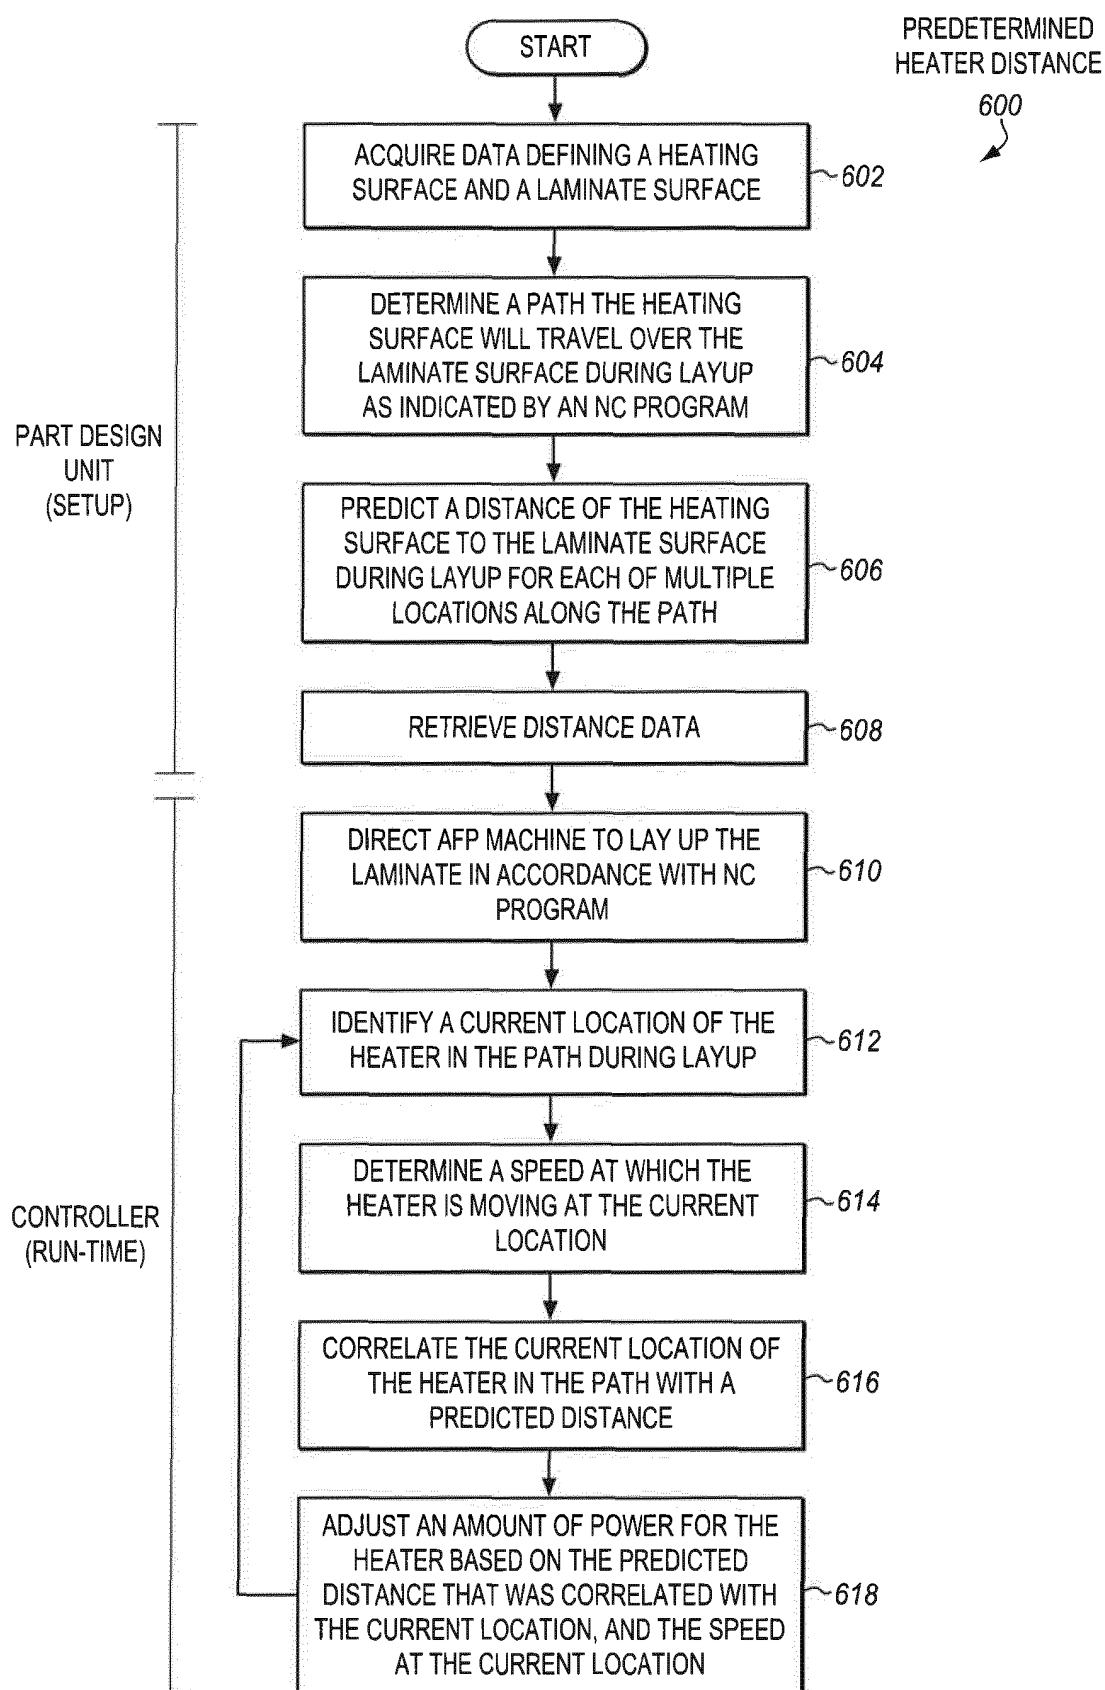 START
PREDETERMINED
HEATER DISTANCE
600
ACQUIRE DATA DEFINING A HEATING
SURFACE AND A LAMINATE SURFACE
602
DETERMINE A PATH THE HEATING
SURFACE WILL TRAVEL OVER THE
LAMINATE SURFACE DURING LAYUP
AS INDICATED BY AN NC PROGRAM
604
PART DESIGN
UNIT
(SETUP)
PREDICT A DISTANCE OF THE HEATING
SURFACE TO THE LAMINATE SURFACE
DURING LAYUP FOR EACH OF MULTIPLE
LOCATIONS ALONG THE PATH
606
RETRIEVE DISTANCE DATA
608
DIRECT AFP MACHINE TO LAY UP THE
LAMINATE IN ACCORDANCE WITH NC
PROGRAM
610
IDENTIFY A CURRENT LOCATION OF THE
HEATER IN THE PATH DURING LAYUP
612
DETERMINE A SPEED AT WHICH THE
HEATER IS MOVING AT THE CURRENT
LOCATION
614
CONTROLLER
(RUN-TIME)
CORRELATE THE CURRENT LOCATION OF
THE HEATER IN THE PATH WITH A
PREDICTED DISTANCE
616
ADJUST AN AMOUNT OF POWER FOR THE
HEATER BASED ON THE PREDICTED
DISTANCE THAT WAS CORRELATED WITH
THE CURRENT LOCATION, AND THE SPEED
AT THE CURRENT LOCATION
618